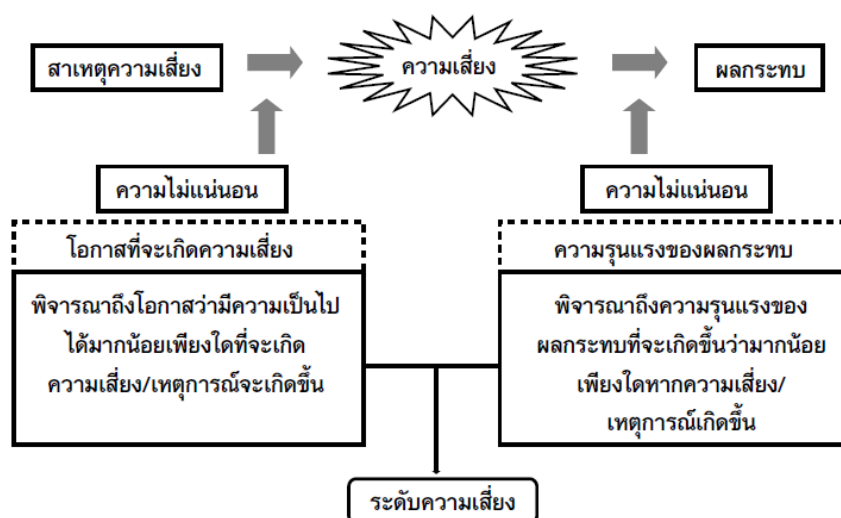 สาเหตุความเสี่ยง
ความเสี่ยง
ผลกระทบ
ความไม่แน่นอน
ความไม่แน่นอน
โอกาสที่จะเกิดความเสี่ยง
ความรุนแรงของผลกระทบ
พิจารณาถึงโอกาสว่ามีความเป็นไป
ได้มากน้อยเพียงใดที่จะเกิด
ความเสี่ยง/เหตุการณ์จะเกิดขึ้น
พิจารณาถึงความรุนแรงของ
ผลกระทบที่จะเกิดขึ้นว่ามากน้อย
เพียงใดหากความเสี่ยง/
เหตุการณ์เกิดขึ้น
ระดับความเสี่ยง